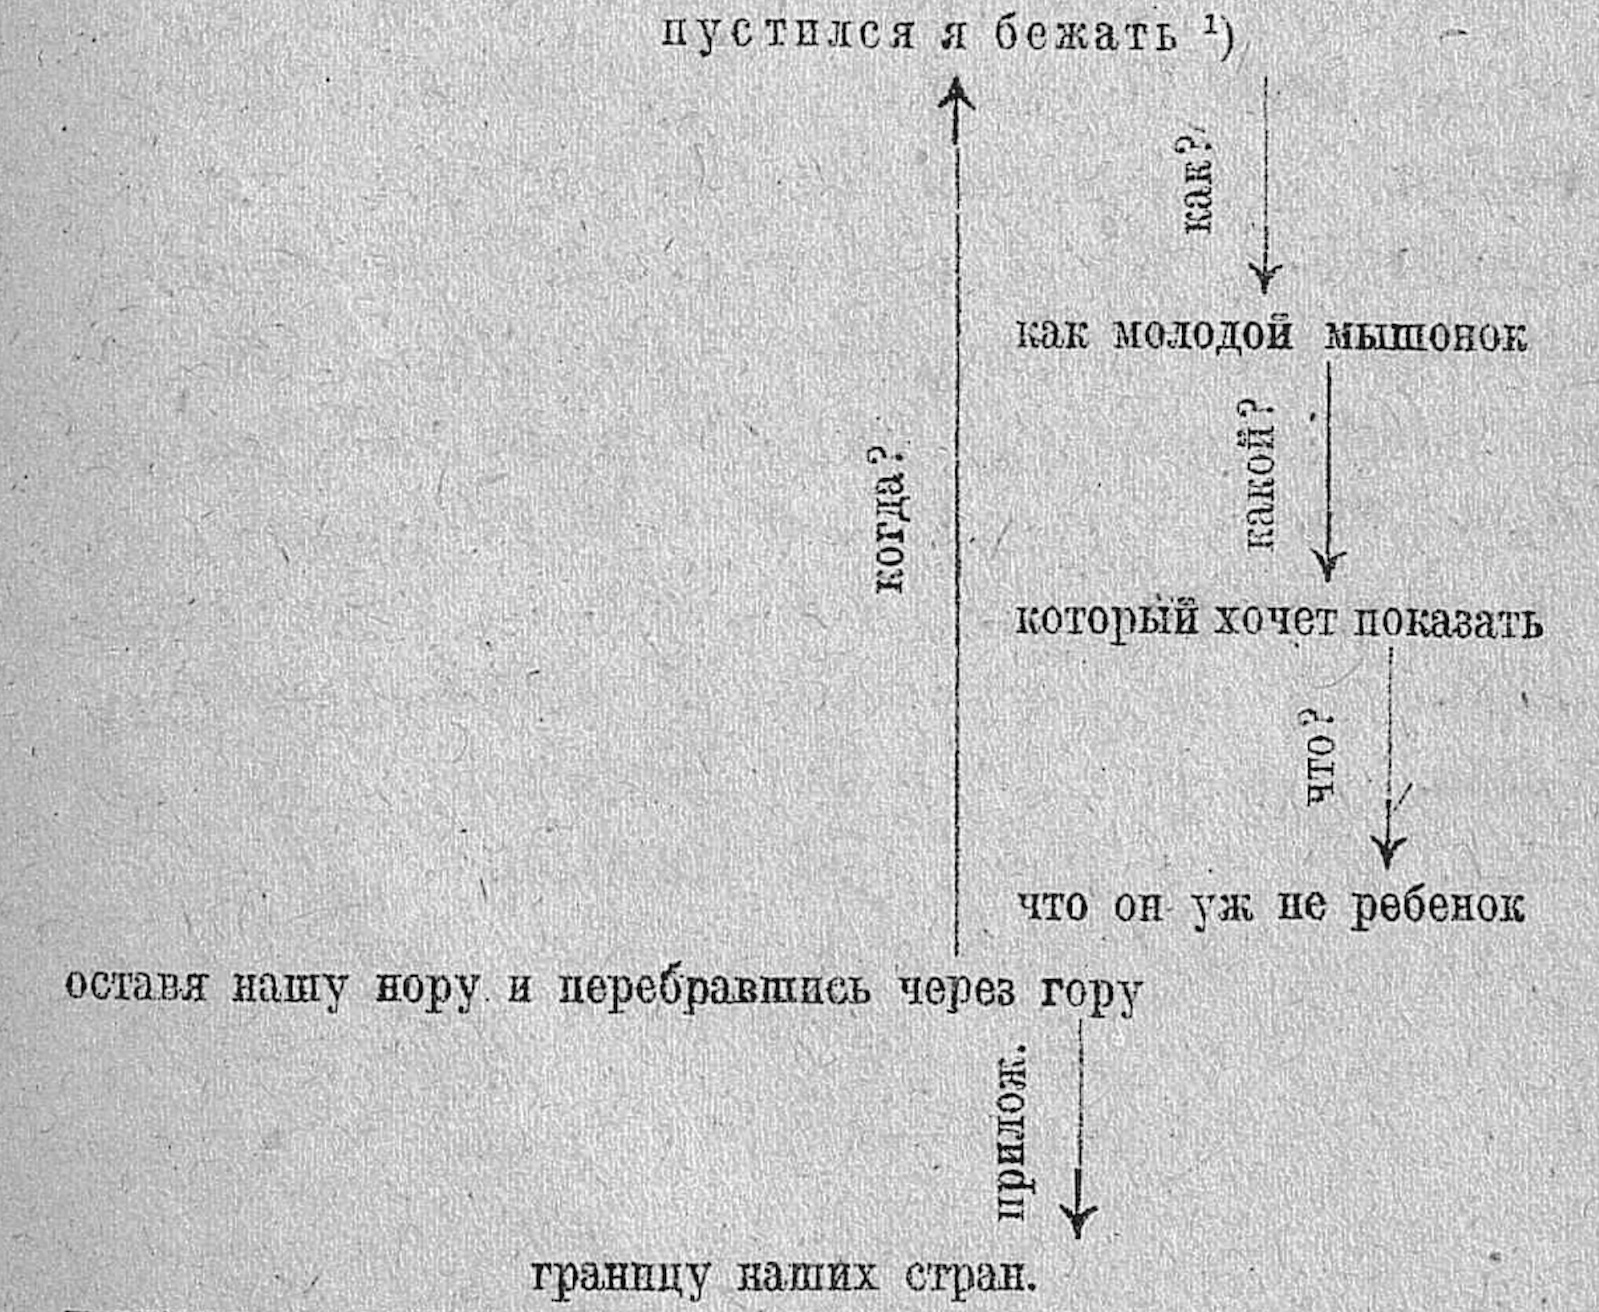 пустился я бежать ¹)
как?
как молодой мышонок
какой?
когда?
который хочет показать
что?
что он уж не ребенок
оставя нашу нору и перебравшись через гору
прилож.
границу наших стран.